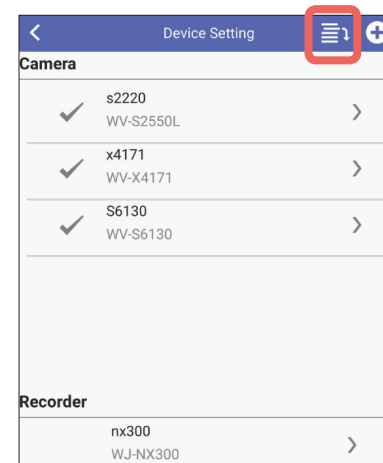 Device Setting
Camera
s2220
WV-S2550L
x4171
WV-X4171
S6130
WV-S6130
Recorder
nx300
WJ-NX300